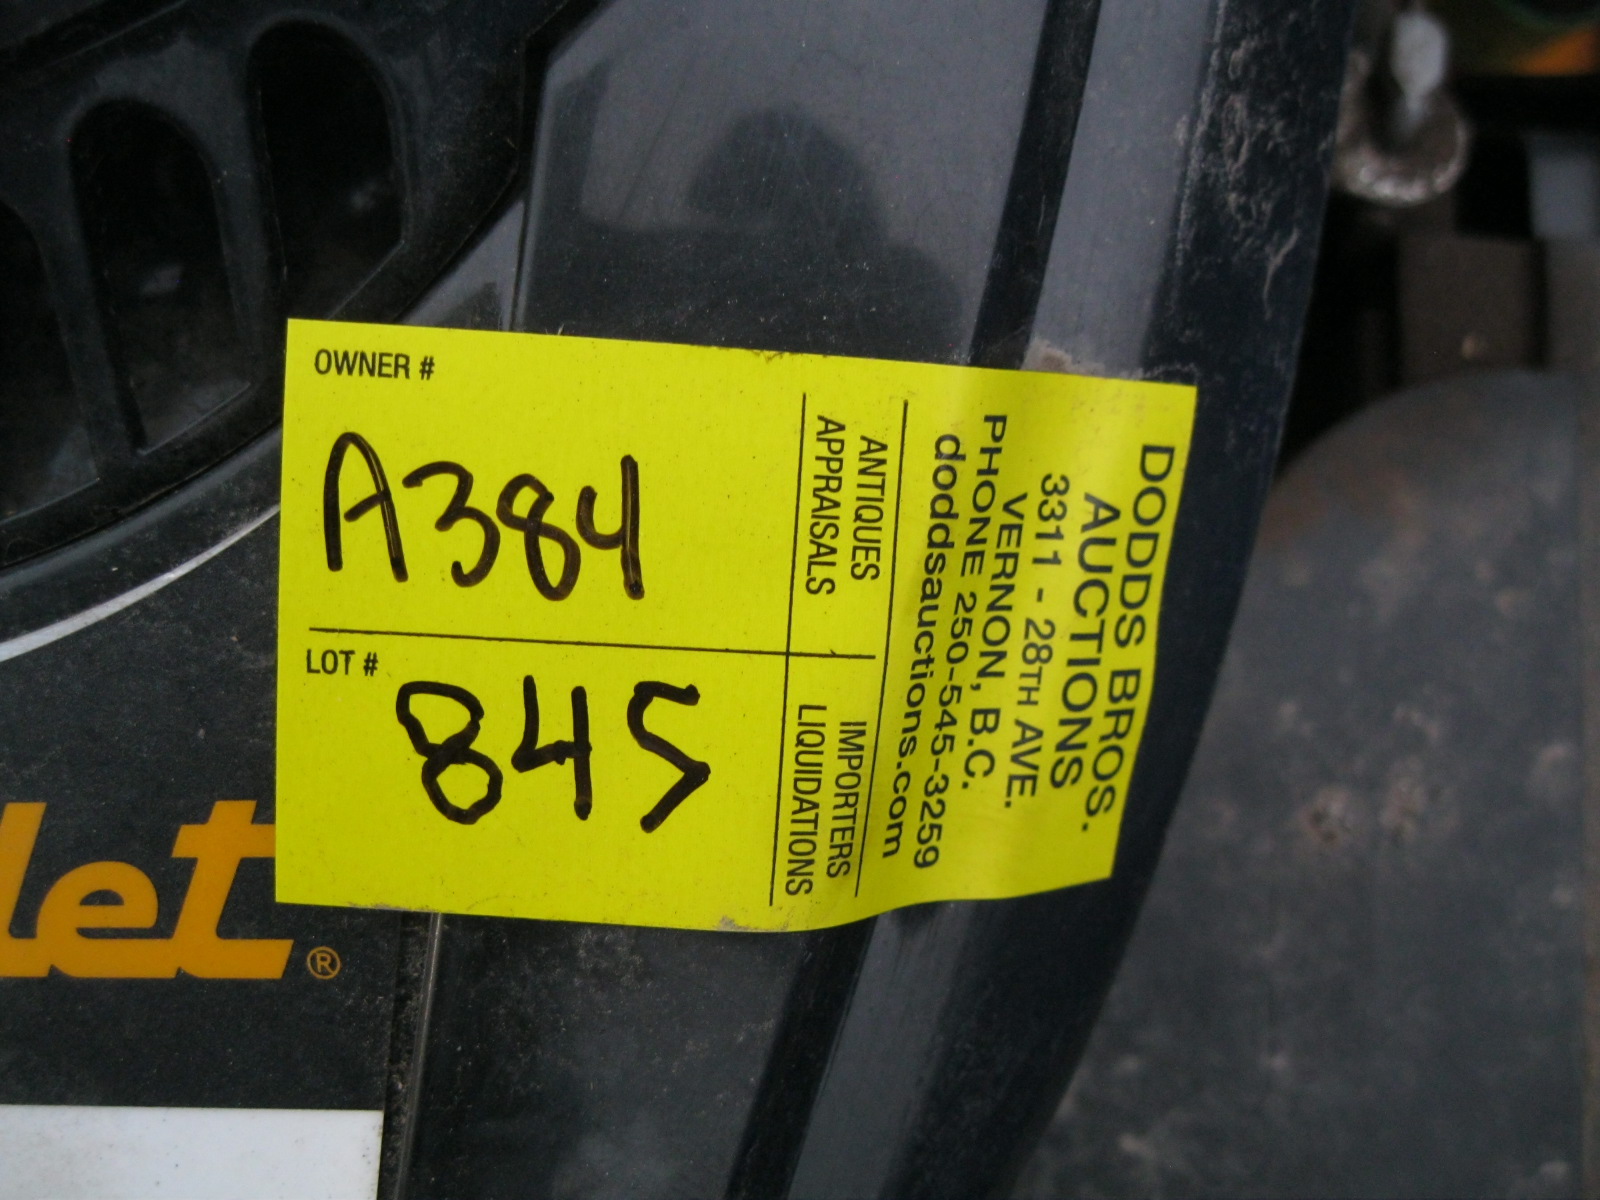 OWNER #
A384
LOT #
845
ANTIQUES
APPRAISALS
IMPORTERS
LIQUIDATIONS
DODDS BROS.
AUCTIONS
3311 - 28TH AVE.
VERNON, B.C.
PHONE 250-545-3259
doddsauctions.com
let®